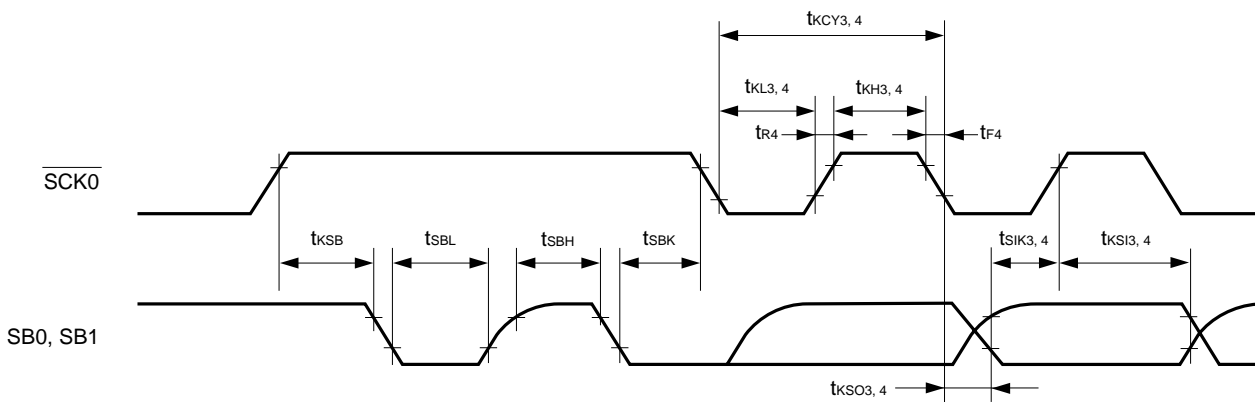 tKCY3, 4
tKL3, 4
tKH3, 4
tR4
tF4
SCK0
tKSB
tSBL
tSBH
tSBK
tSIK3, 4
tKSI3, 4
SB0, SB1
tKSO3, 4